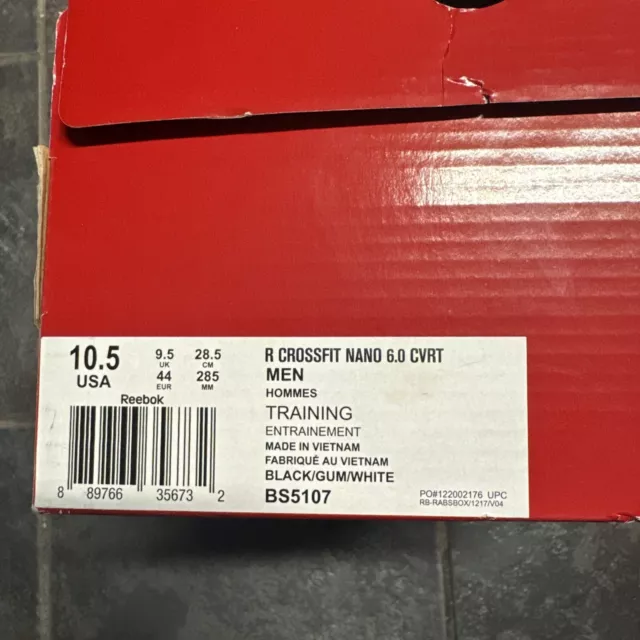 10.5
USA
9.5 28.5
UK CM
44 285
EUR MM
Reebok
8 89766 35673 2
R CROSSFIT NANO 6.0 CVRT
MEN
HOMMES
TRAINING
ENTRAINEMENT
MADE IN VIETNAM
FABRIQUÉ AU VIETNAM
BLACK/GUM/WHITE
BS5107
PO#122002176 UPC
RB-RABSBOX/1217/V04